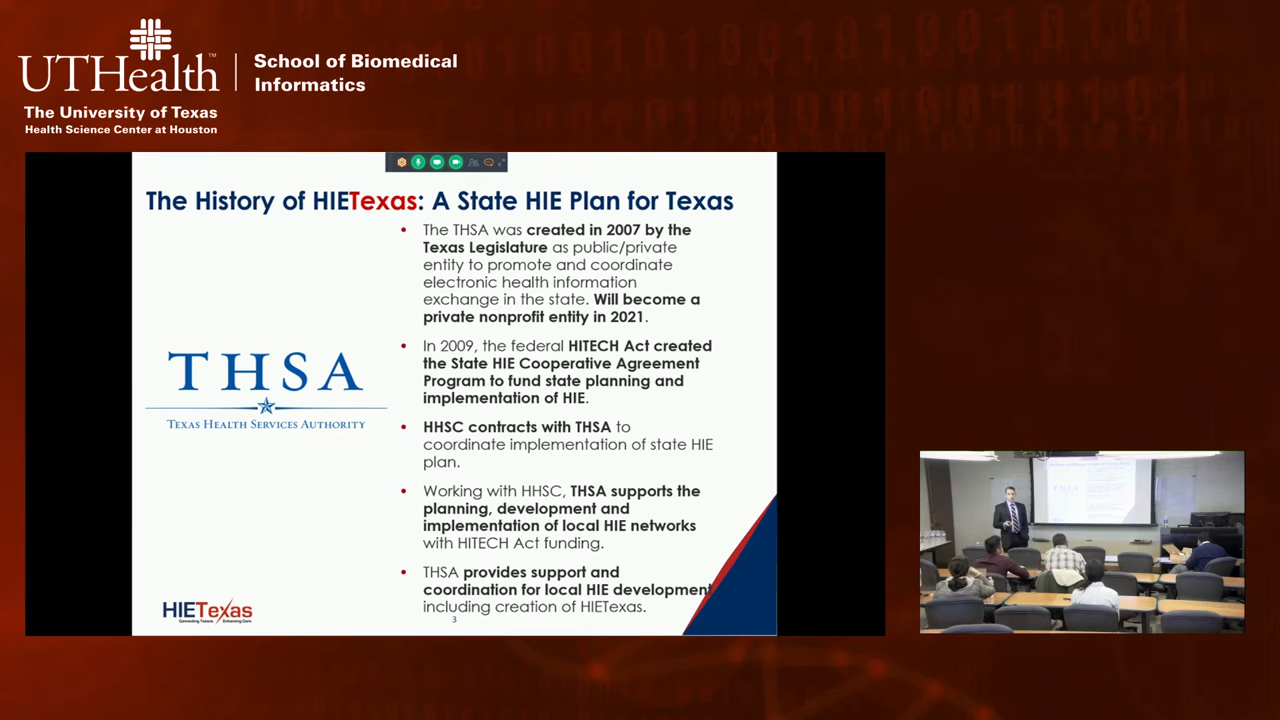 UTHealth™
School of Biomedical
Informatics
The University of Texas
Health Science Center at Houston
The History of HIETexas: A State HIE Plan for Texas
• The THSA was created in 2007 by the
Texas Legislature as public/private
entity to promote and coordinate
electronic health information
exchange in the state. Will become a
private nonprofit entity in 2021.
• In 2009, the federal HITECH Act created
the State HIE Cooperative Agreement
Program to fund state planning and
implementation of HIE.
• HHSC contracts with THSA to
coordinate implementation of state HIE
plan.
• Working with HHSC, THSA supports the
planning, development and
implementation of local HIE networks
with HITECH Act funding.
• THSA provides support and
coordination for local HIE development
including creation of HIETexas.
THSA
TEXAS HEALTH SERVICES AUTHORITY
HIETexas
Connecting Texans. Enhancing Care.
3
THSA